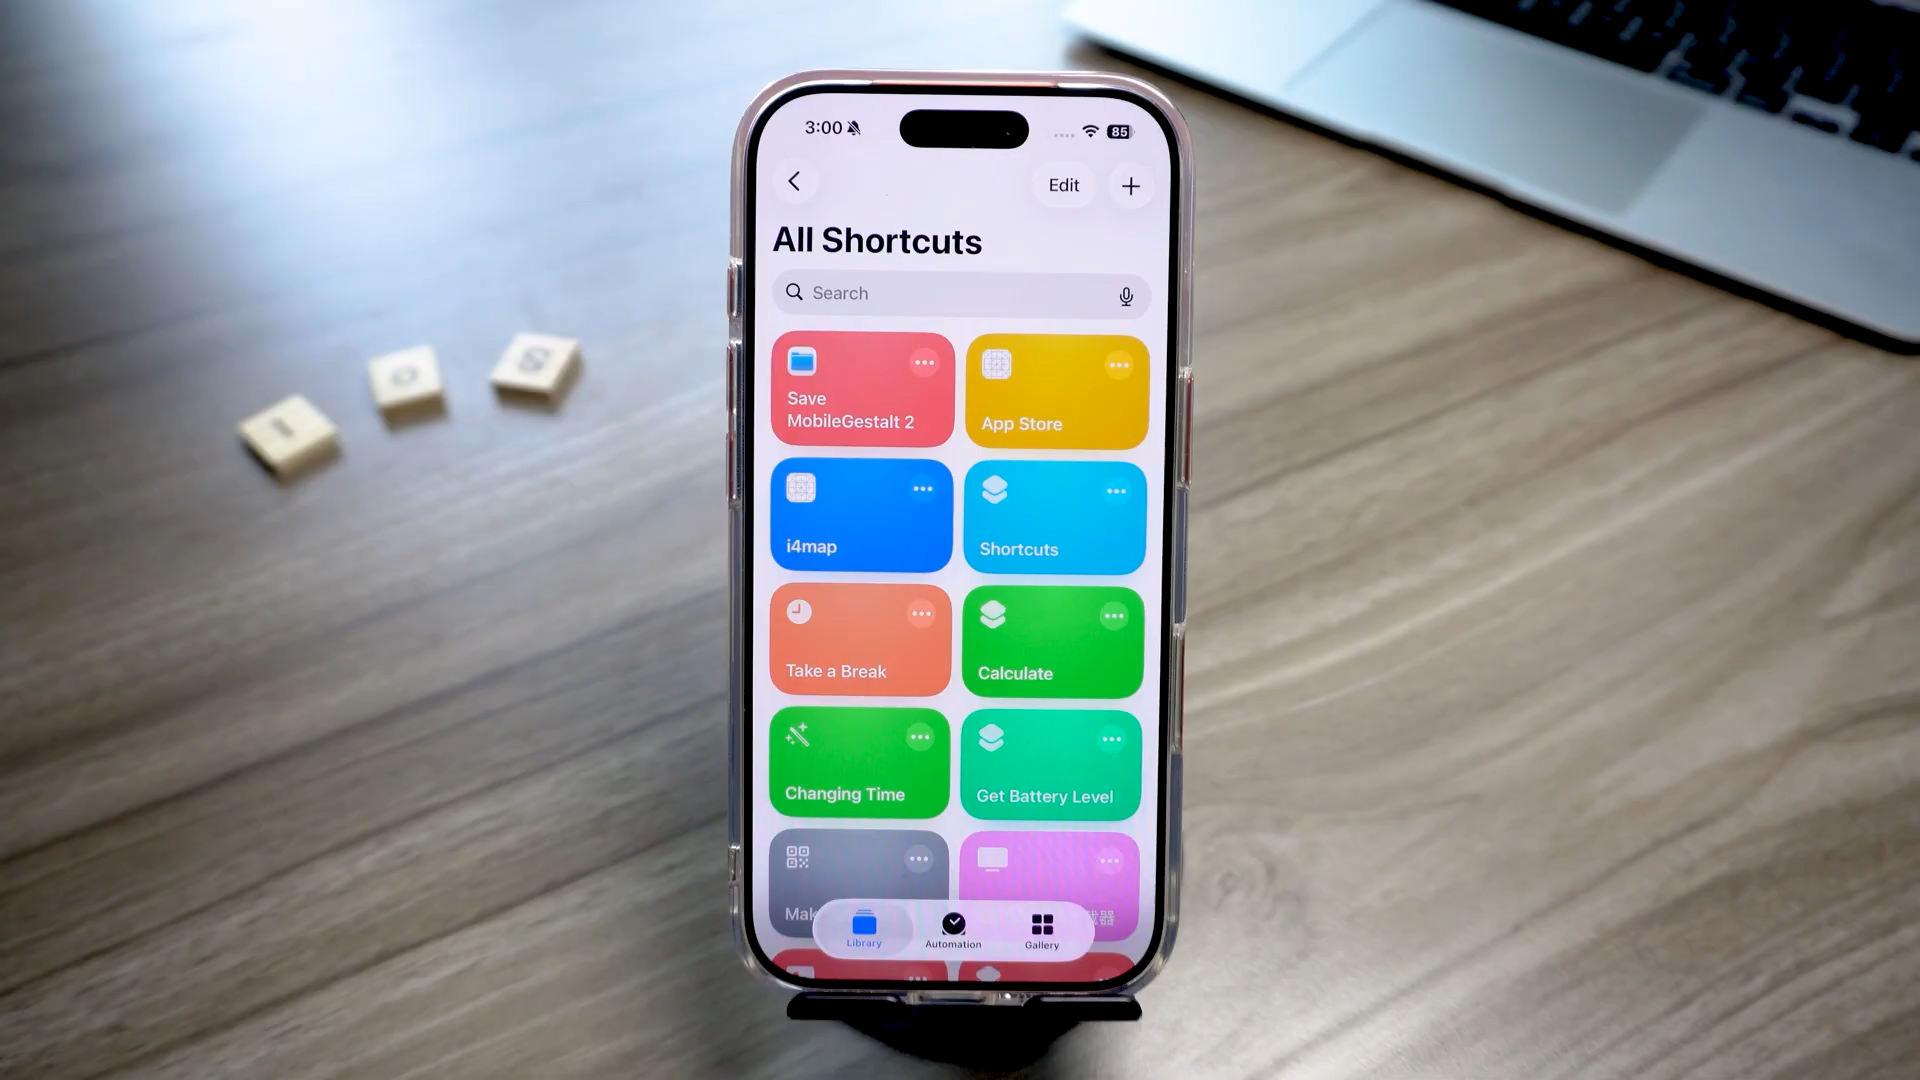 I O S
3:00
85
Edit
All Shortcuts
Search
Save
MobileGestalt 2
App Store
i4map
Shortcuts
Take a Break
Calculate
Changing Time
Get Battery Level
Mak
Library
Automation
Gallery